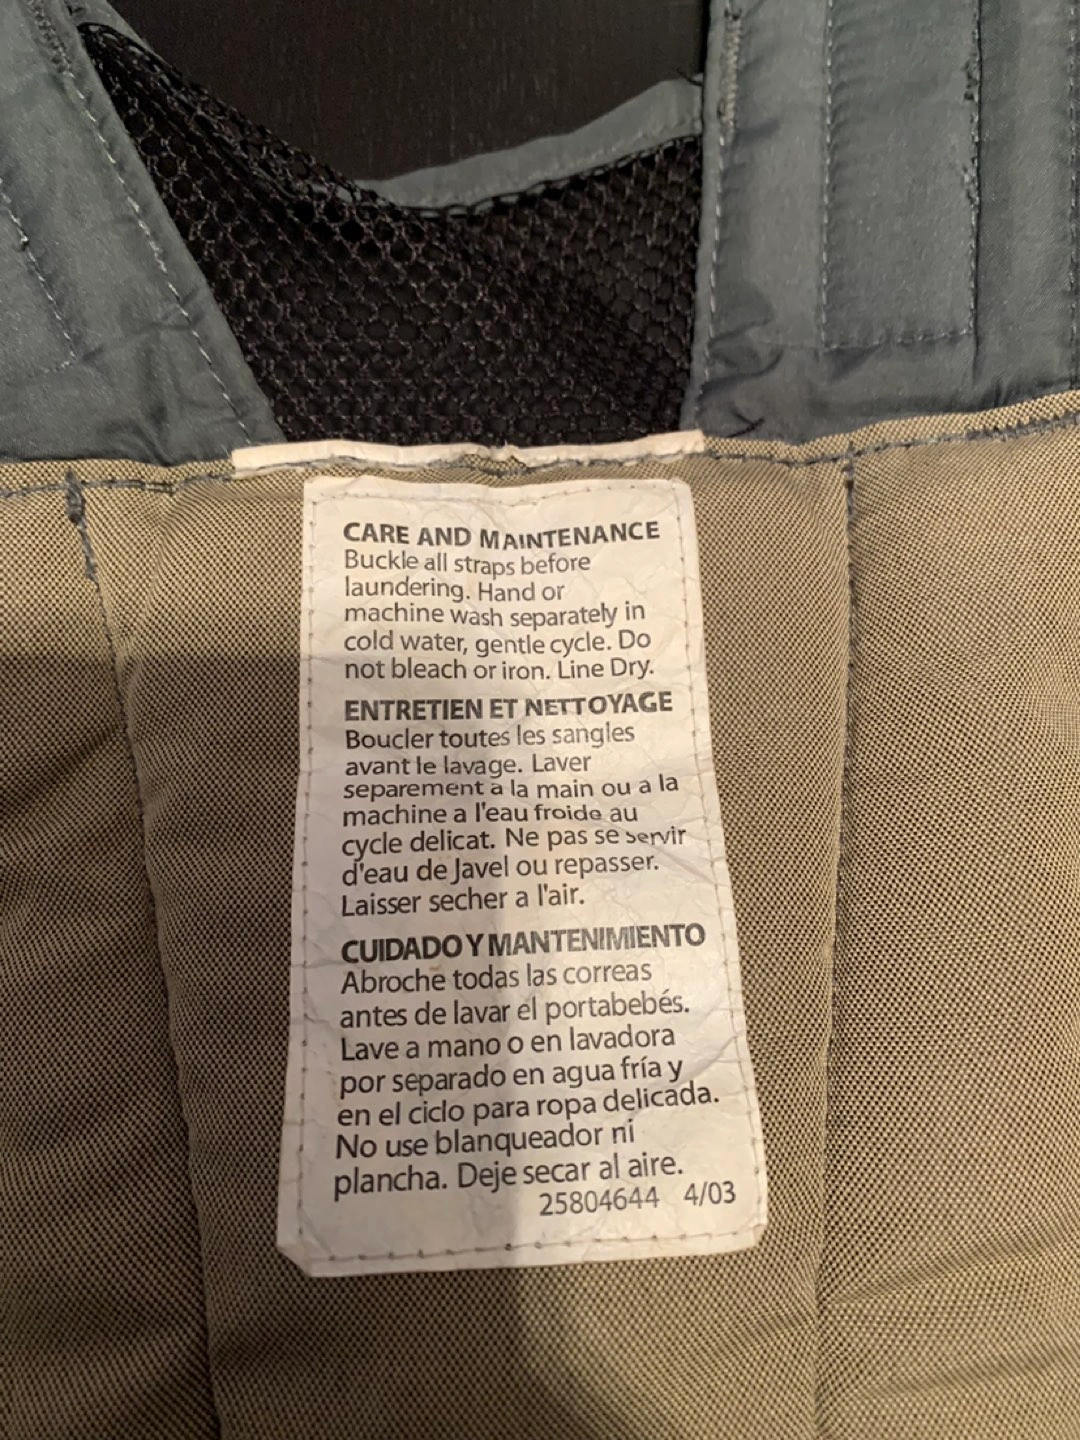 CARE AND MAINTENANCE
Buckle all straps before
laundering. Hand or
machine wash separately in
cold water, gentle cycle. Do
not bleach or iron. Line Dry.
ENTRETIEN ET NETTOYAGE
Boucler toutes les sangles
avant le lavage. Laver
separement a la main ou a la
machine a l'eau froide au
cycle delicat. Ne pas se servir
d'eau de Javel ou repasser.
Laisser secher a l'air.
CUIDADO Y MANTENIMIENTO
Abroche todas las correas
antes de lavar el portabebés.
Lave a mano o en lavadora
por separado en agua fría y
en el ciclo para ropa delicada.
No use blanqueador ni
plancha. Deje secar al aire.
25804644 4/03